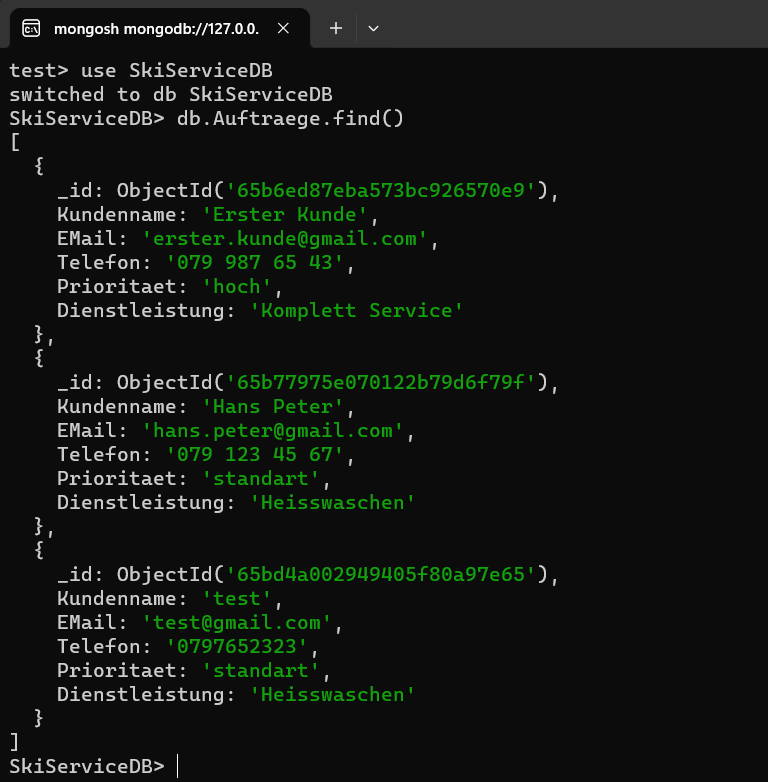 mongosh mongodb://127.0.0.
test> use SkiServiceDB
switched to db SkiServiceDB
SkiServiceDB> db.Auftraege.find()
[
  {
    _id: ObjectId('65b6ed87eba573bc926570e9'),
    Kundenname: 'Erster Kunde',
    EMail: 'erster.kunde@gmail.com',
    Telefon: '079 987 65 43',
    Prioritaet: 'hoch',
    Dienstleistung: 'Komplett Service'
  },
  {
    _id: ObjectId('65b77975e070122b79d6f79f'),
    Kundenname: 'Hans Peter',
    EMail: 'hans.peter@gmail.com',
    Telefon: '079 123 45 67',
    Prioritaet: 'standart',
    Dienstleistung: 'Heisswaschen'
  },
  {
    _id: ObjectId('65bd4a002949405f80a97e65'),
    Kundenname: 'test',
    EMail: 'test@gmail.com',
    Telefon: '0797652323',
    Prioritaet: 'standart',
    Dienstleistung: 'Heisswaschen'
  }
]
SkiServiceDB>